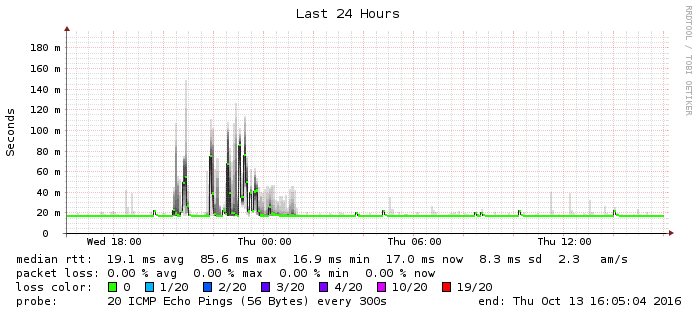 Last 24 Hours
RRDTOOL / TOBI OETIKER
Seconds
180 m
160 m
140 m
120 m
100 m
80 m
60 m
40 m
20 m
0
Wed 18:00 Thu 00:00 Thu 06:00 Thu 12:00
median rtt: 19.1 ms avg 85.6 ms max 16.9 ms min 17.0 ms now 8.3 ms sd 2.3 am/s
packet loss: 0.00 % avg 0.00 % max 0.00 % min 0.00 % now
loss color: 0 1/20 2/20 3/20 4/20 10/20 19/20
probe: 20 ICMP Echo Pings (56 Bytes) every 300s end: Thu Oct 13 16:05:04 2016